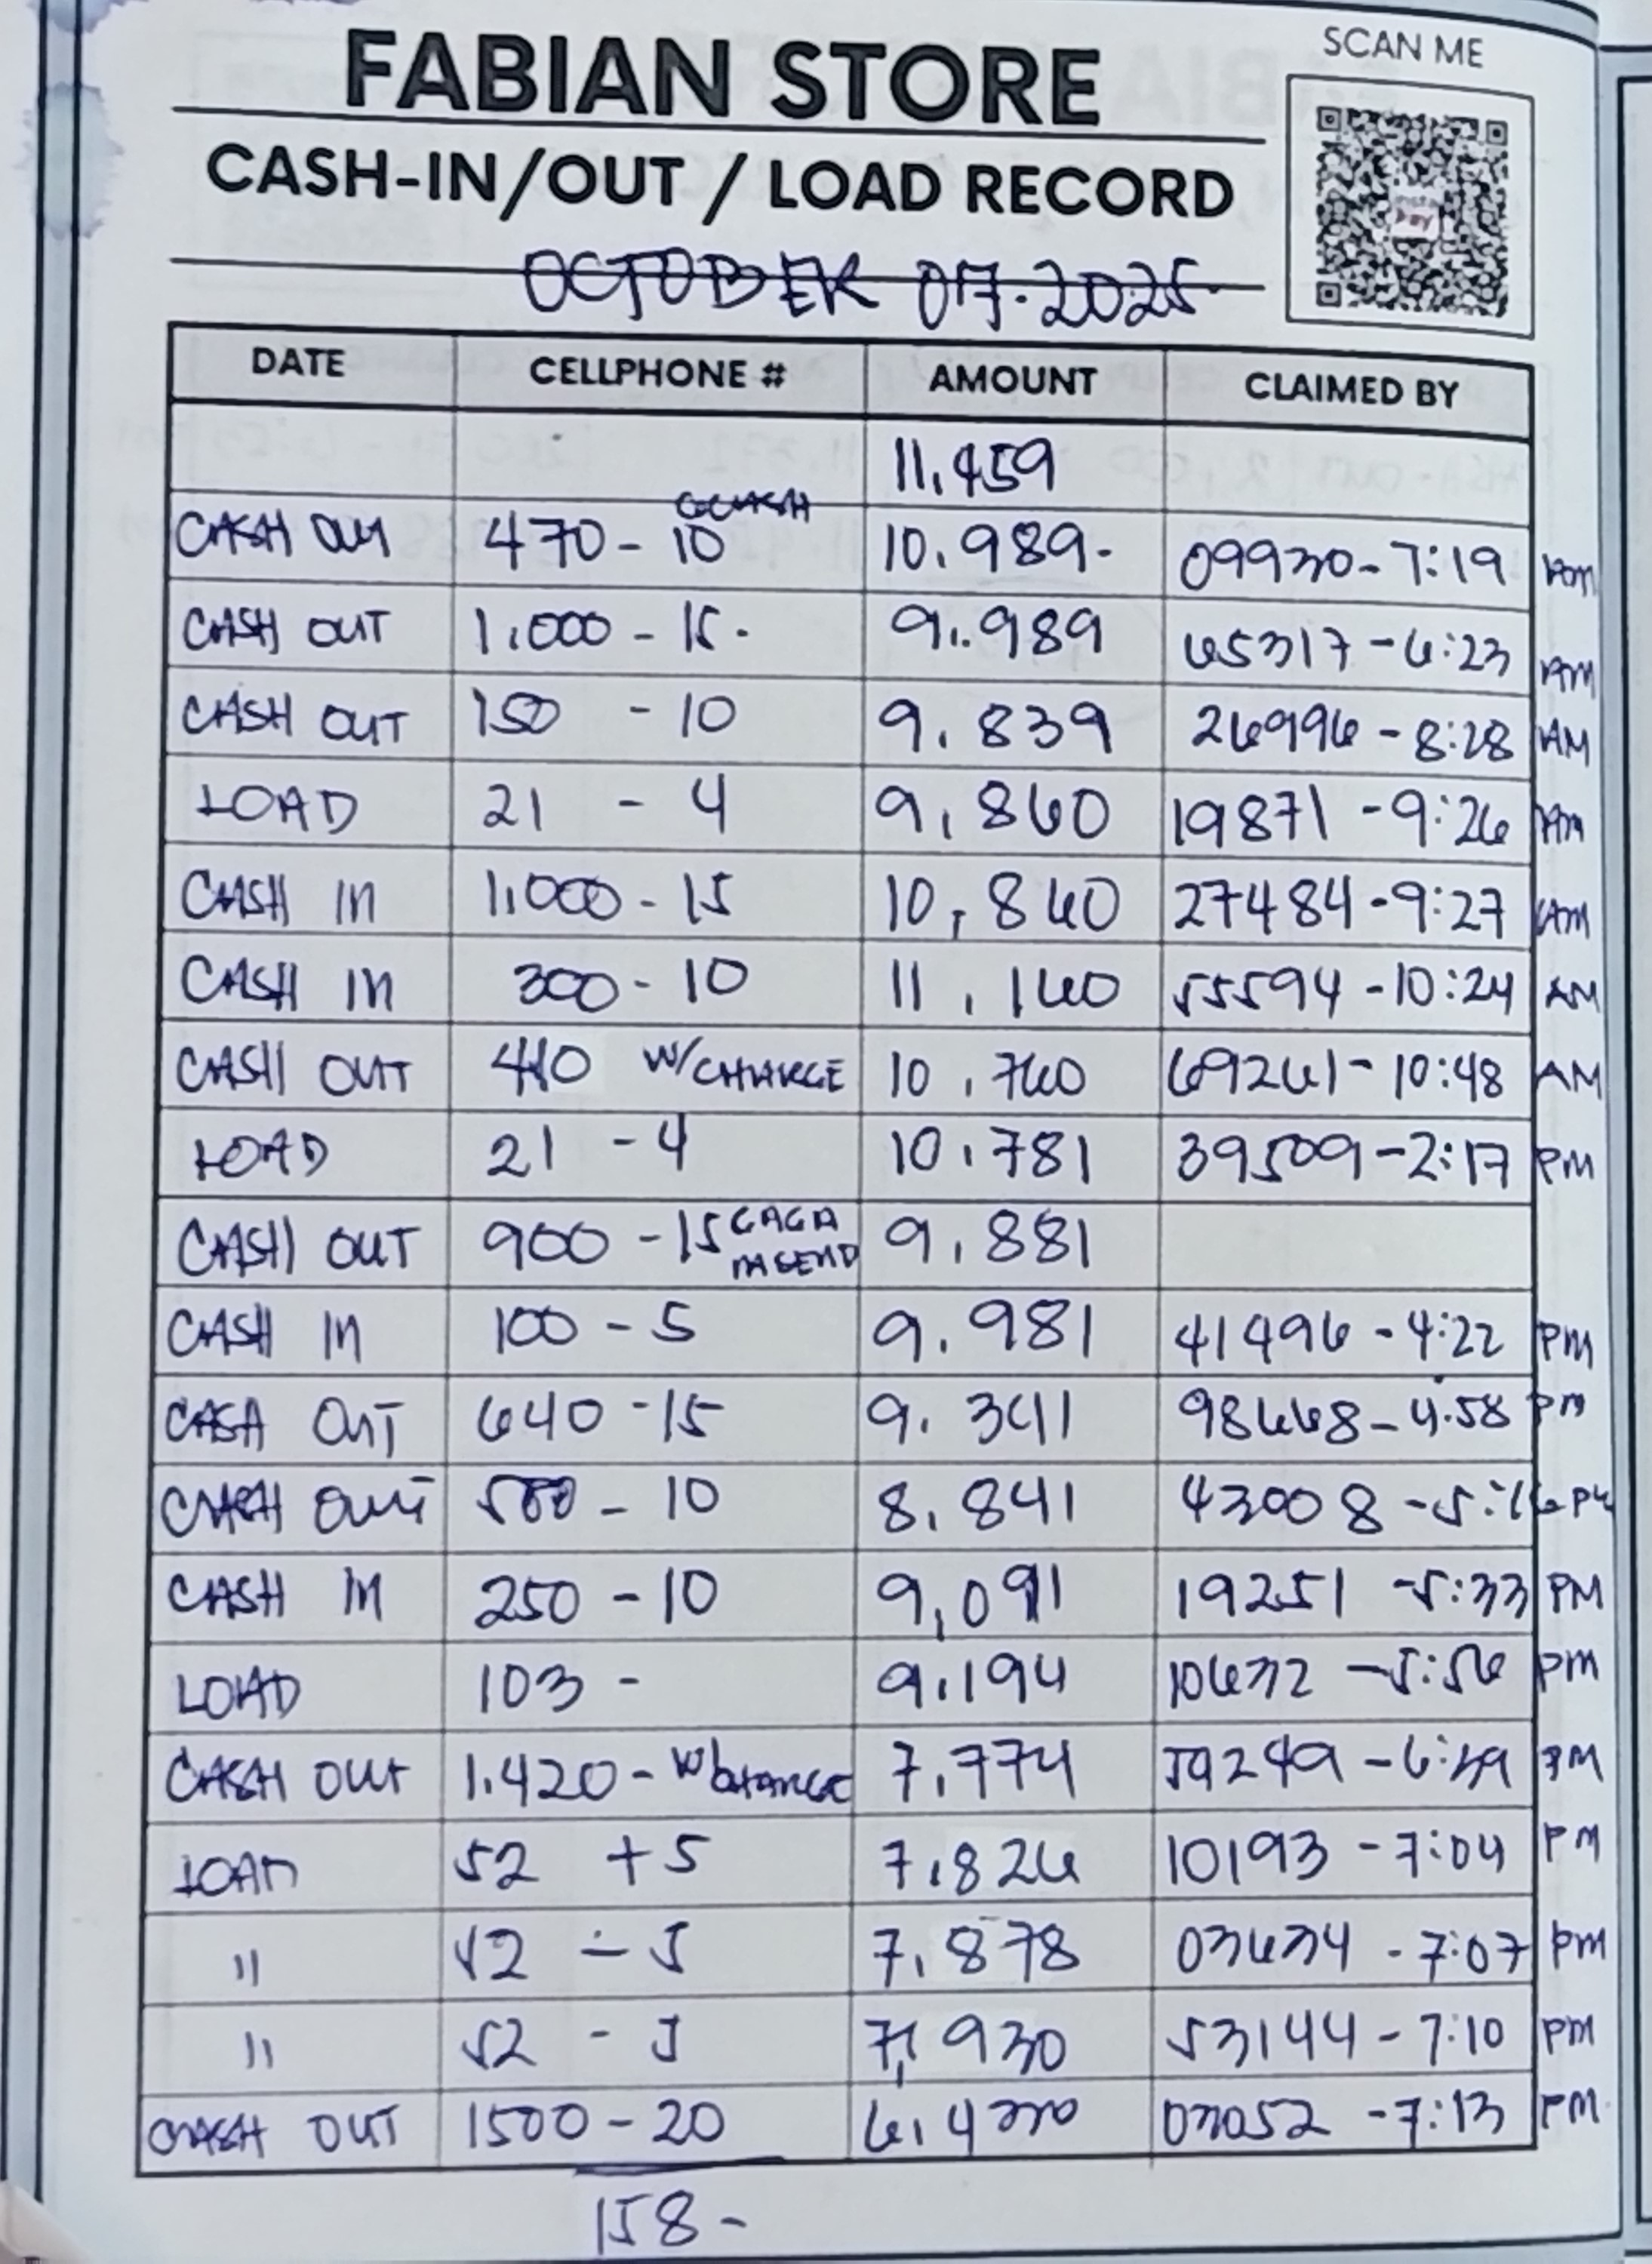 SCAN ME
FABIAN STORE
CASH-IN/OUT / LOAD RECORD
OCTOBER 07.2025
DATE CELLPHONE # AMOUNT CLAIMED BY
11,459
CASH OUT 470 - 10 GCASH 10.989- 09930-7:19 AM
CASH OUT 1,000 - 15. 9.989 65317-6:23 AM
CASH OUT 150 - 10 9.839 26996-8:28 AM
LOAD 21 - 4 9,860 19871-9:26 AM
CASH IN 1,000-15 10,860 27484-9:27 AM
CASH IN 300-10 11,160 55594-10:24 AM
CASH OUT 410 W/CHARGE 10.760 69261-10:48 AM
LOAD 21 - 4 10.781 39509-2:17 PM
CASH OUT 900 -15 GAGA MSEND 9.881
CASH IN 100 - 5 9.981 41496-4:22 PM
CASH OUT 640 -15 9.341 98668-4:58 PM
CASH OUT 500 - 10 8.841 43008-5:16 PM
CASH IN 250 - 10 9,091 19251-5:33 PM
LOAD 103 - 9.194 10632-5:56 PM
CASH OUT 1.420- W/CHARGE 7.774 59249-6:59 PM
LOAD 52 + 5 7.826 10193-7:04 PM
" 52 - 5 7.878 03634-7:07 PM
" 52 - 5 7,930 53144-7:10 PM
CASH OUT 1500-20 6,430 03052-7:13 PM
158-